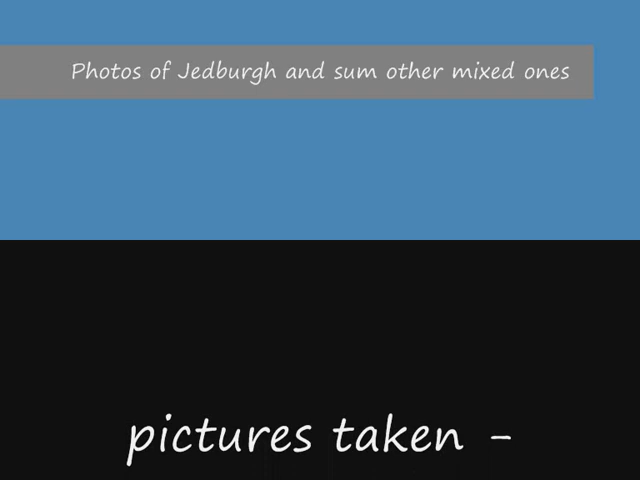 Photos of Jedburgh and sum other mixed ones
pictures taken -